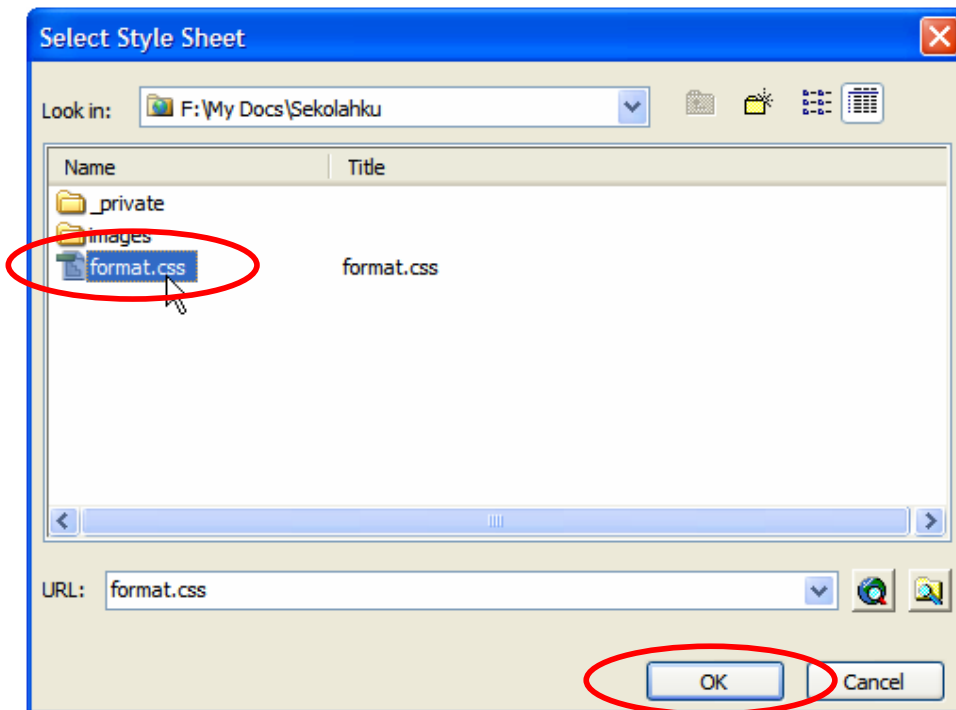 Select Style Sheet
Look in: F:\My Docs\Sekolahku
Name Title
_private
images
format.css format.css
URL: format.css
OK Cancel